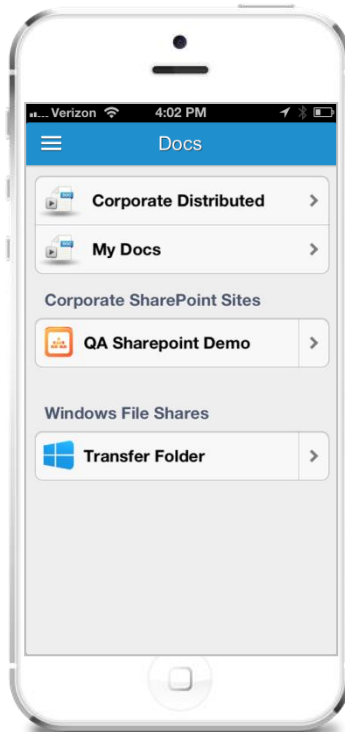 Verizon 4:02 PM
Docs
Corporate Distributed
My Docs
Corporate SharePoint Sites
QA Sharepoint Demo
Windows File Shares
Transfer Folder